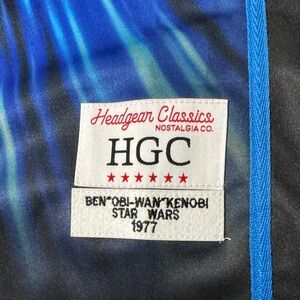 Headgear Classics
NOSTALGIA CO.
HGC
BEN"OBI-WAN"KENOBI
STAR WARS
1977